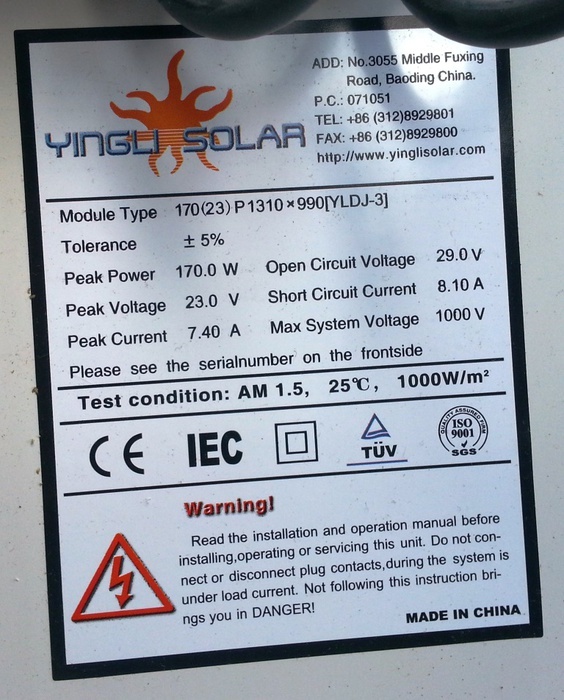 YINGLI SOLAR
ADD: No.3055 Middle Fuxing
Road, Baoding China.
P.C.: 071051
TEL: +86 (312)8929801
FAX: +86 (312)8929800
http://www.yinglisolar.com
Module Type 170(23) P 1310×990[YLDJ-3]
Tolerance ± 5%
Peak Power 170.0 W Open Circuit Voltage 29.0 V
Peak Voltage 23.0 V Short Circuit Current 8.10 A
Peak Current 7.40 A Max System Voltage 1000 V
Please see the serialnumber on the frontside
Test condition: AM 1.5, 25℃, 1000W/m²
CE IEC TÜV QUALITY ASSURED FIRM ISO 9001 SGS
Warning!
Read the installation and operation manual before
installing,operating or servicing this unit. Do not con-
nect or disconnect plug contacts,during the system is
under load current. Not following this instruction bri-
ngs you in DANGER!
MADE IN CHINA